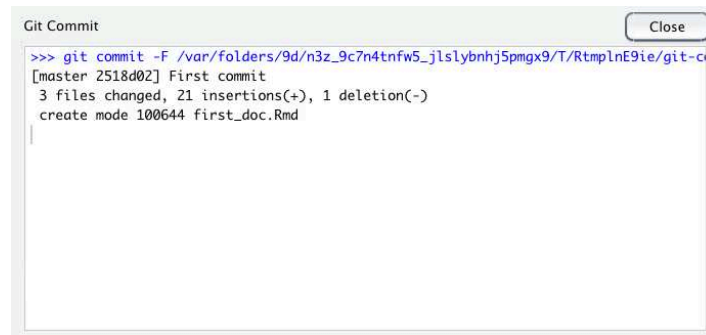 Git Commit
Close
>>> git commit -F /var/folders/9d/n3z_9c7n4tnfw5_jlslybnhj5pmgx9/T/RtmplnE9ie/git-c
[master 2518d02] First commit
3 files changed, 21 insertions(+), 1 deletion(-)
create mode 100644 first_doc.Rmd